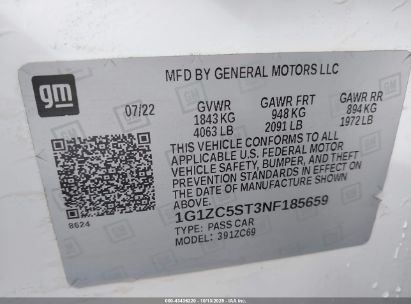 MFD BY GENERAL MOTORS LLC
gm
07/22 GVWR GAWR FRT GAWR RR
1843 KG 948 KG 894 KG
4063 LB 2091 LB 1972 LB
THIS VEHICLE CONFORMS TO ALL
APPLICABLE U.S. FEDERAL MOTOR
VEHICLE SAFETY, BUMPER, AND THEFT
PREVENTION STANDARDS IN EFFECT ON
THE DATE OF MANUFACTURE SHOWN
ABOVE.
1G1ZC5ST3NF185659
8624
TYPE: PASS CAR
MODEL: 391ZC69